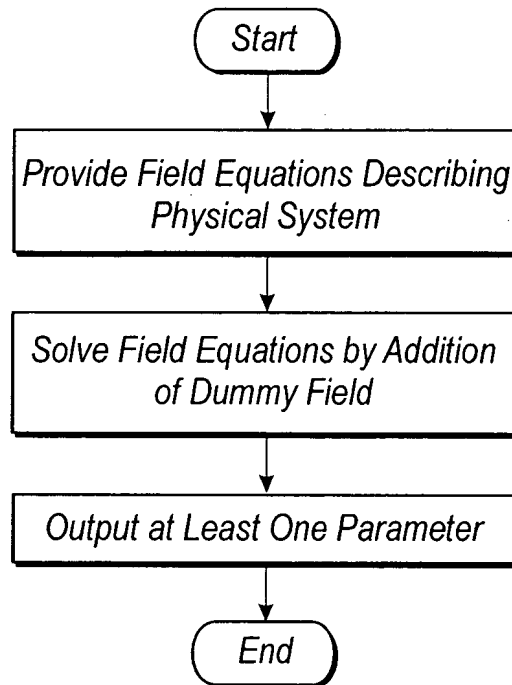 Start
Provide Field Equations Describing
Physical System
Solve Field Equations by Addition
of Dummy Field
Output at Least One Parameter
End